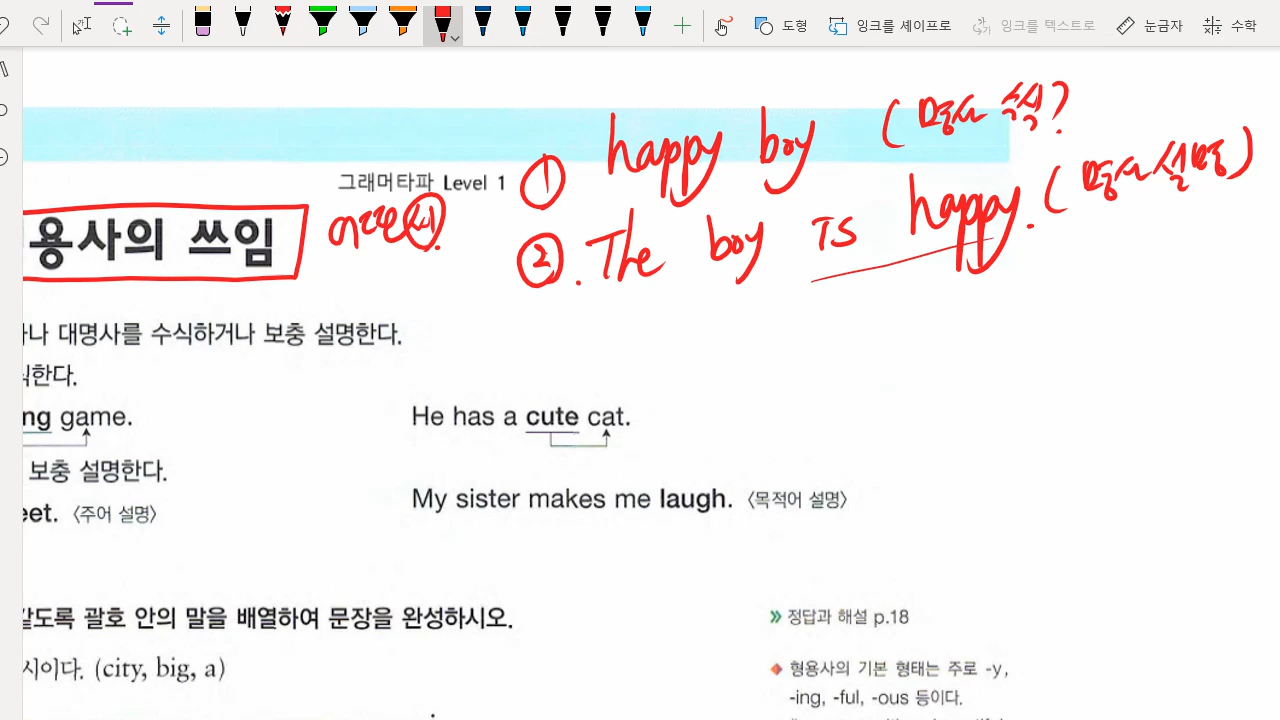 도형 잉크를 셰이프로 잉크를 텍스트로 눈금자 수학
① happy boy (명사 수식?
그래머타파 Level 1
② . The boy is happy. (명사 설명)
용사의 쓰임
나 대명사를 수식하거나 보충 설명한다.
한다.
ng game.
He has a cute cat.
보충 설명한다.
eet. 〈주어 설명〉
My sister makes me laugh. 〈목적어 설명〉
같도록 괄호 안의 말을 배열하여 문장을 완성하시오.
» 정답과 해설 p.18
시이다. (city, big, a)
형용사의 기본 형태는 주로 -y,
-ing, -ful, -ous 등이다.